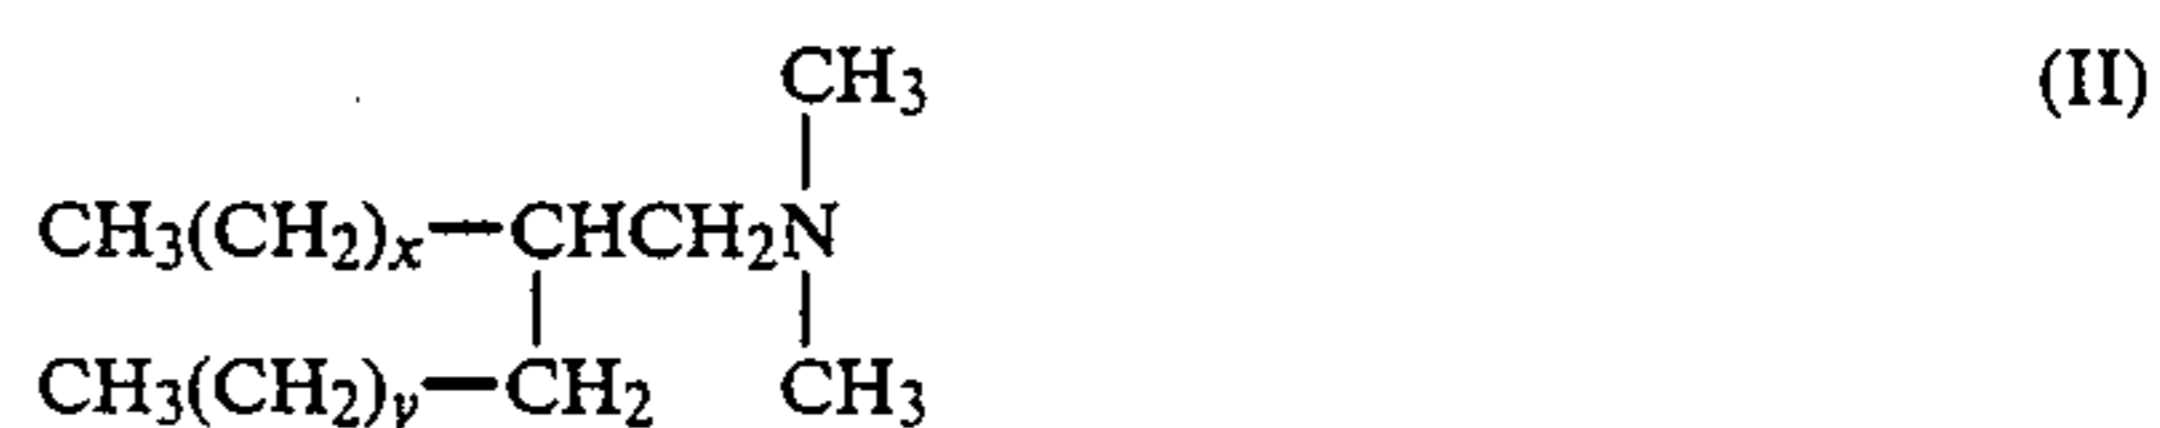 CH₃ (II)
CH₃(CH₂)ₓ—CHCH₂N
CH₃(CH₂)y—CH₂ CH₃